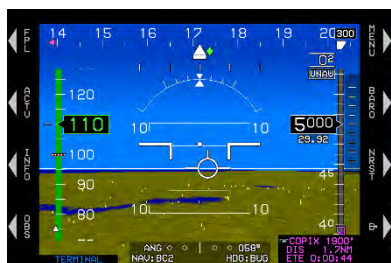 FPL
14 15 16 17 18 19 20
300
MENU
02
VNAV
ACTV
120
110
100
90
80
10 10
10 10
5000
29.92
45
40
BARO
INFO
NRST
OBS
TERMINAL
ANG
NAV:BC2
058°
HDG:BUG
*COPIX 1900'
DIS 1.7NM
ETE 0:00:44